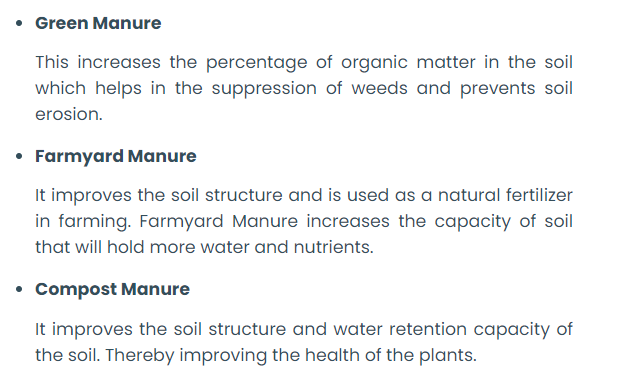 • Green Manure
This increases the percentage of organic matter in the soil
which helps in the suppression of weeds and prevents soil
erosion.
• Farmyard Manure
It improves the soil structure and is used as a natural fertilizer
in farming. Farmyard Manure increases the capacity of soil
that will hold more water and nutrients.
• Compost Manure
It improves the soil structure and water retention capacity of
the soil. Thereby improving the health of the plants.